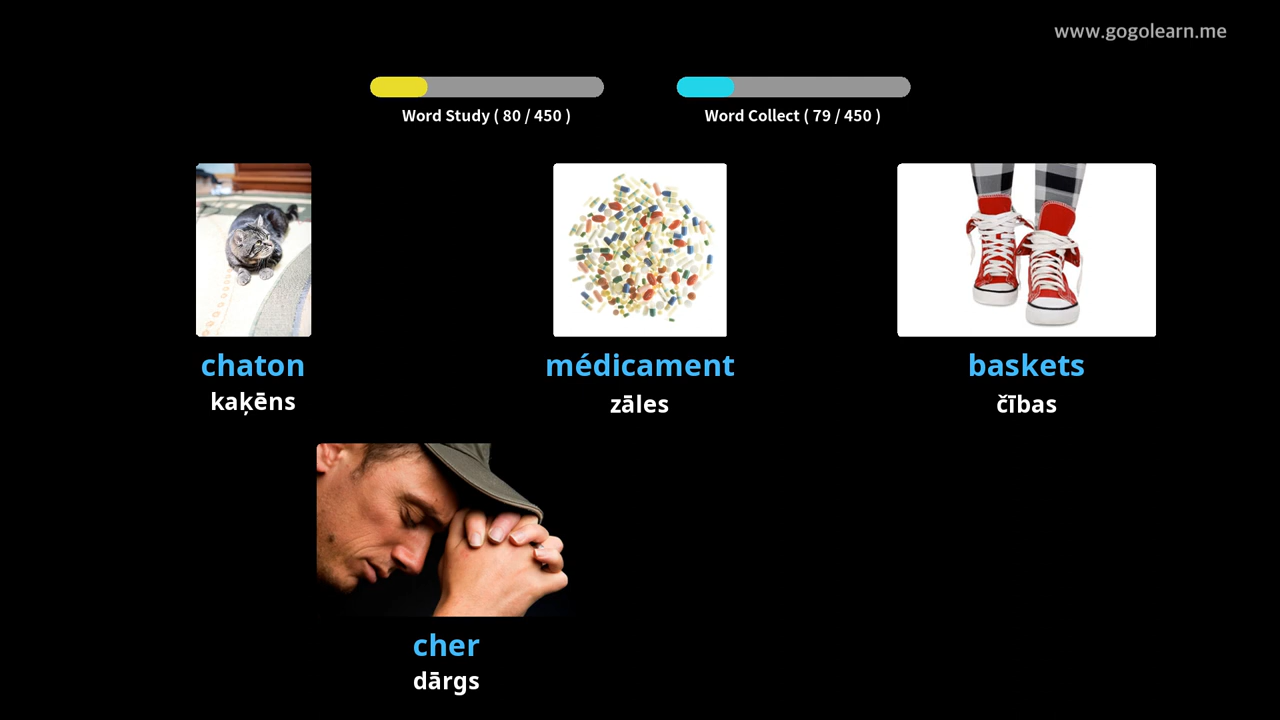 www.gogolearn.me
Word Study ( 80 / 450 )
Word Collect ( 79 / 450 )
chaton
kaķēns
médicament
zāles
baskets
čības
cher
dārgs